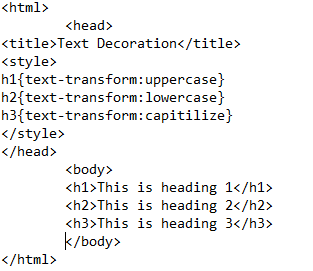 <html>
<head>
<title>Text Decoration</title>
<style>
h1{text-transform:uppercase}
h2{text-transform:lowercase}
h3{text-transform:capitilize}
</style>
</head>
<body>
<h1>This is heading 1</h1>
<h2>This is heading 2</h2>
<h3>This is heading 3</h3>
</body>
</html>